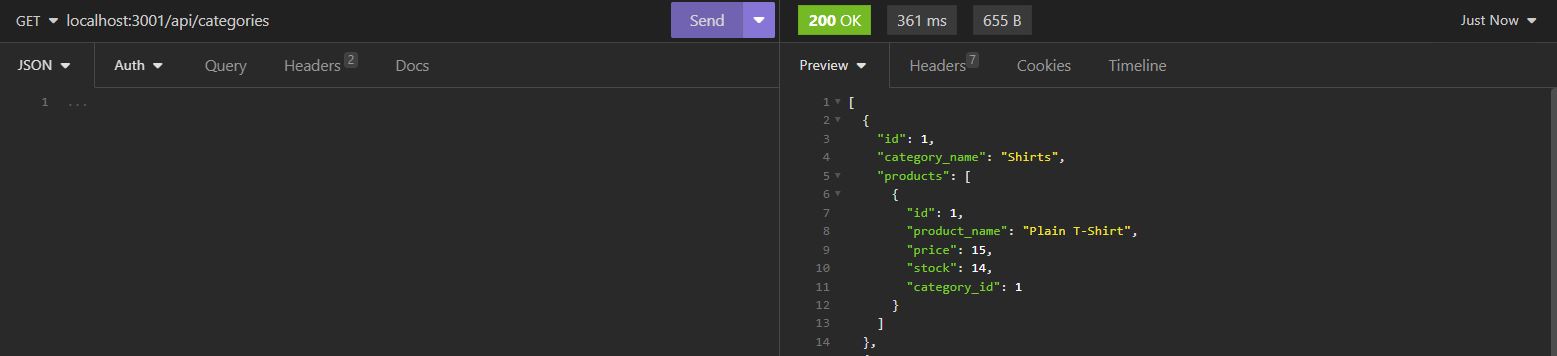 GET localhost:3001/api/categories Send 200 OK 361 ms 655 B Just Now
JSON Auth Query Headers 2 Docs Preview Headers 7 Cookies Timeline
1 ...
1 [
2 {
3 "id": 1,
4 "category_name": "Shirts",
5 "products": [
6 {
7 "id": 1,
8 "product_name": "Plain T-Shirt",
9 "price": 15,
10 "stock": 14,
11 "category_id": 1
12 }
13 ]
14 },